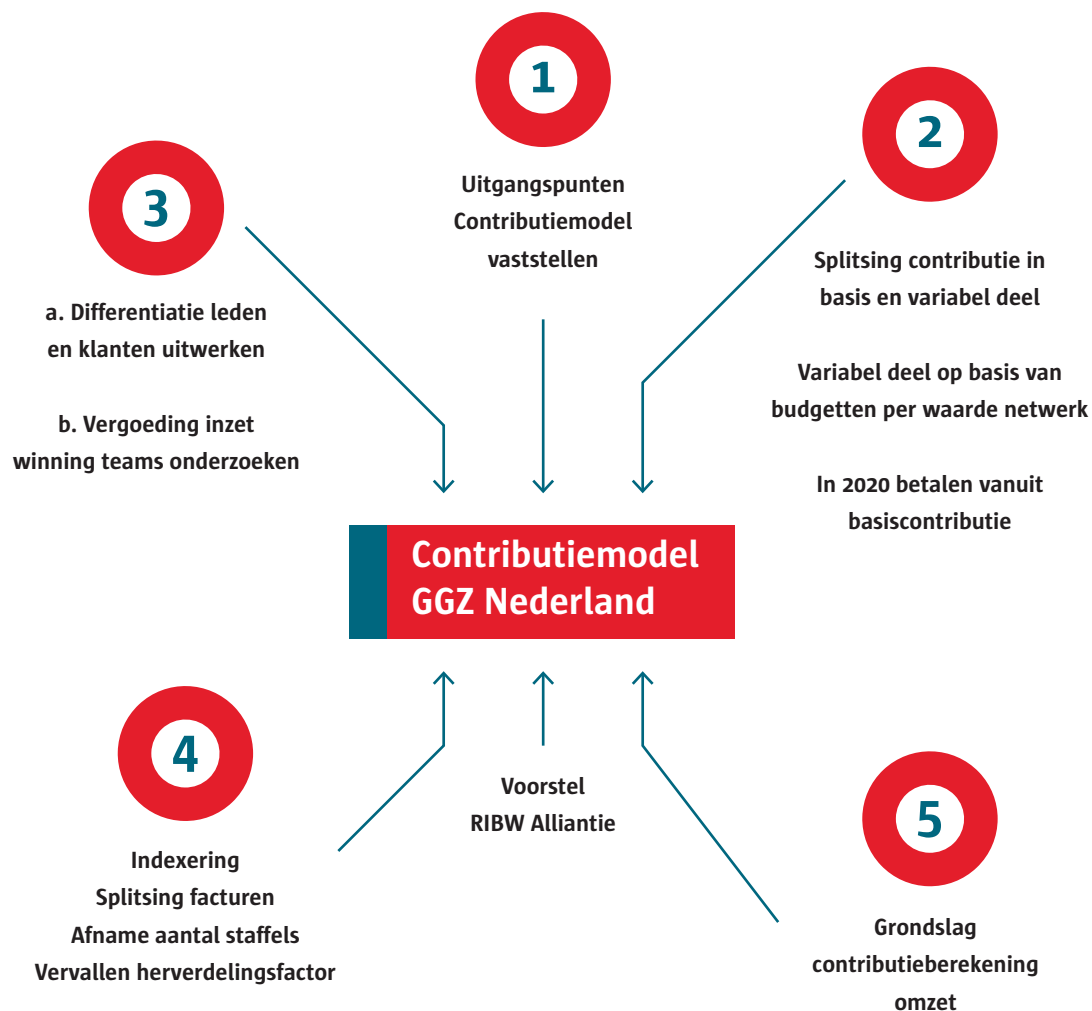 1
Uitgangspunten
Contributiemodel
vaststellen
2
Splitsing contributie in
basis en variabel deel
Variabel deel op basis van
budgetten per waarde netwerk
In 2020 betalen vanuit
basiscontributie
3
a. Differentiatie leden
en klanten uitwerken
b. Vergoeding inzet
winning teams onderzoeken
Contributiemodel
GGZ Nederland
4
Indexering
Splitsing facturen
Afname aantal staffels
Vervallen herverdelingsfactor
Voorstel
RIBW Alliantie
5
Grondslag
contributieberekening
omzet